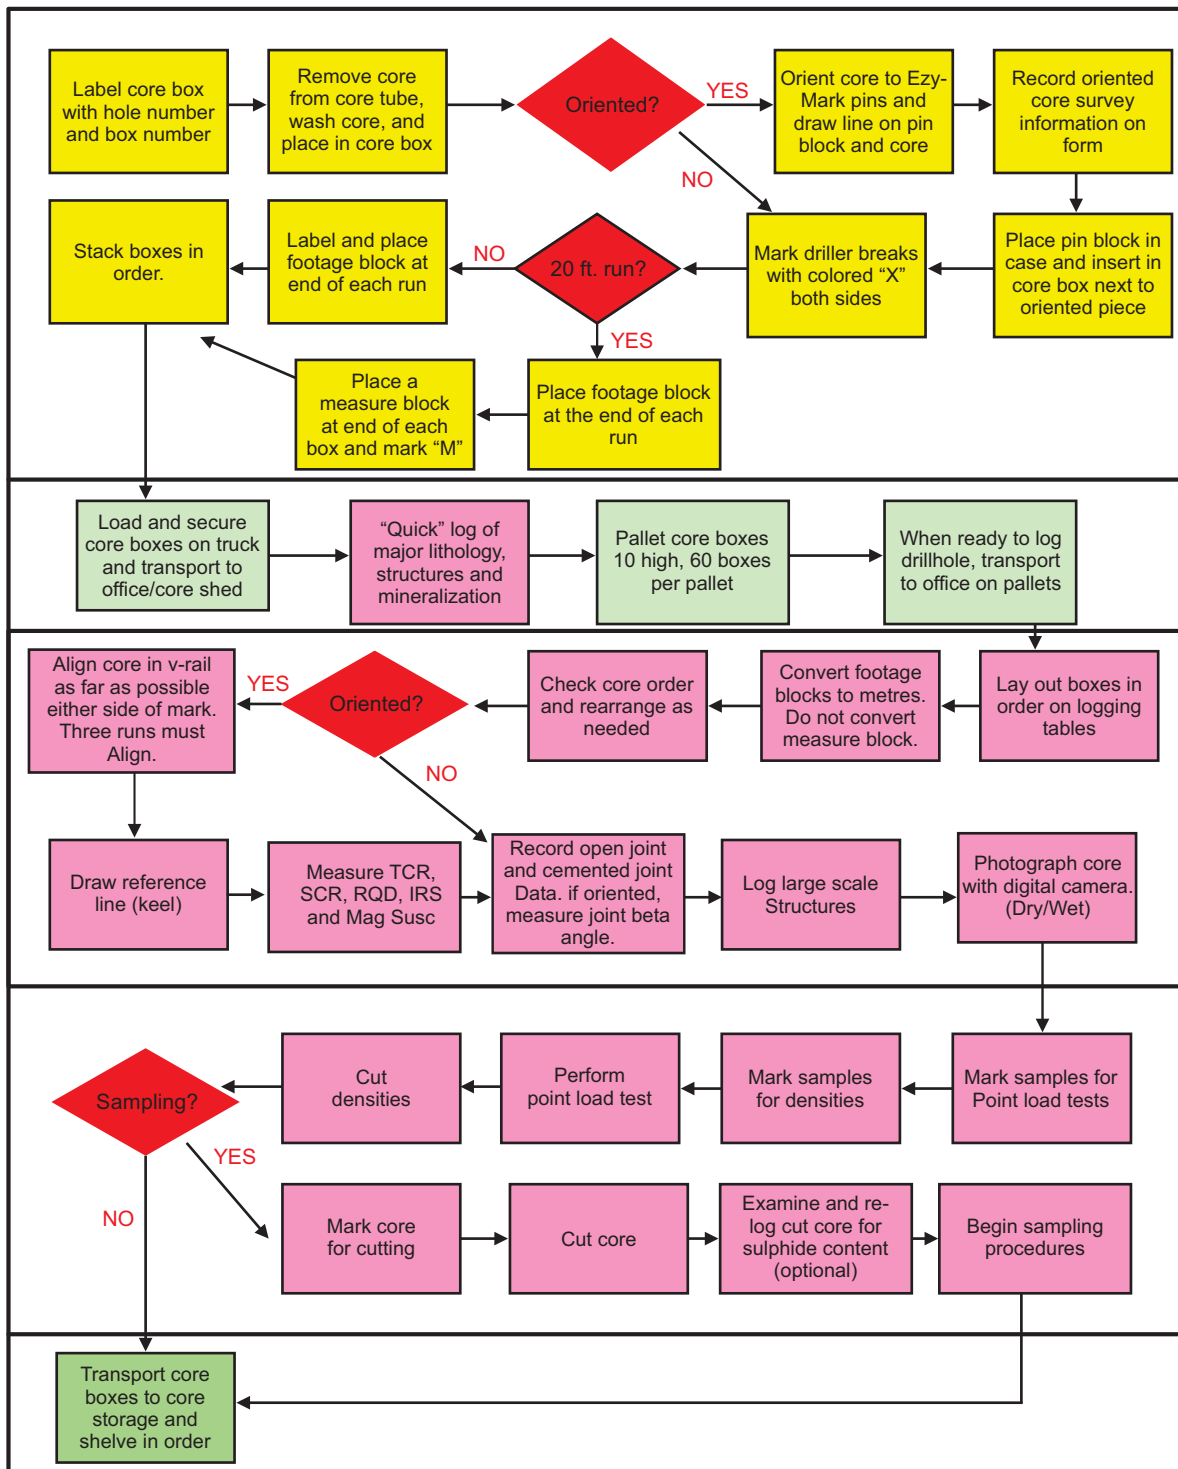 Label core box
with hole number
and box number
Remove core
from core tube,
wash core, and
place in core box
Oriented?
YES
Orient core to Ezy-
Mark pins and
draw line on pin
block and core
Record oriented
core survey
information on
form
NO
Stack boxes in
order.
Label and place
footage block at
end of each run
NO
20 ft. run?
Mark driller breaks
with colored “X”
both sides
Place pin block in
case and insert in
core box next to
oriented piece
YES
Place a
measure block
at end of each
box and mark “M”
Place footage block
at the end of each
run
Load and secure
core boxes on truck
and transport to
office/core shed
“Quick” log of
major lithology,
structures and
mineralization
Pallet core boxes
10 high, 60 boxes
per pallet
When ready to log
drillhole, transport
to office on pallets
Align core in v-rail
as far as possible
either side of mark.
Three runs must
Align.
YES
Oriented?
Check core order
and rearrange as
needed
Convert footage
blocks to metres.
Do not convert
measure block.
Lay out boxes in
order on logging
tables
NO
Draw reference
line (keel)
Measure TCR,
SCR, RQD, IRS
and Mag Susc
Record open joint
and cemented joint
Data. if oriented,
measure joint beta
angle.
Log large scale
Structures
Photograph core
with digital camera.
(Dry/Wet)
Sampling?
Cut
densities
Perform
point load test
Mark samples
for densities
Mark samples for
Point load tests
YES
NO
Mark core
for cutting
Cut core
Examine and re-
log cut core for
sulphide content
(optional)
Begin sampling
procedures
Transport core
boxes to core
storage and
shelve in order